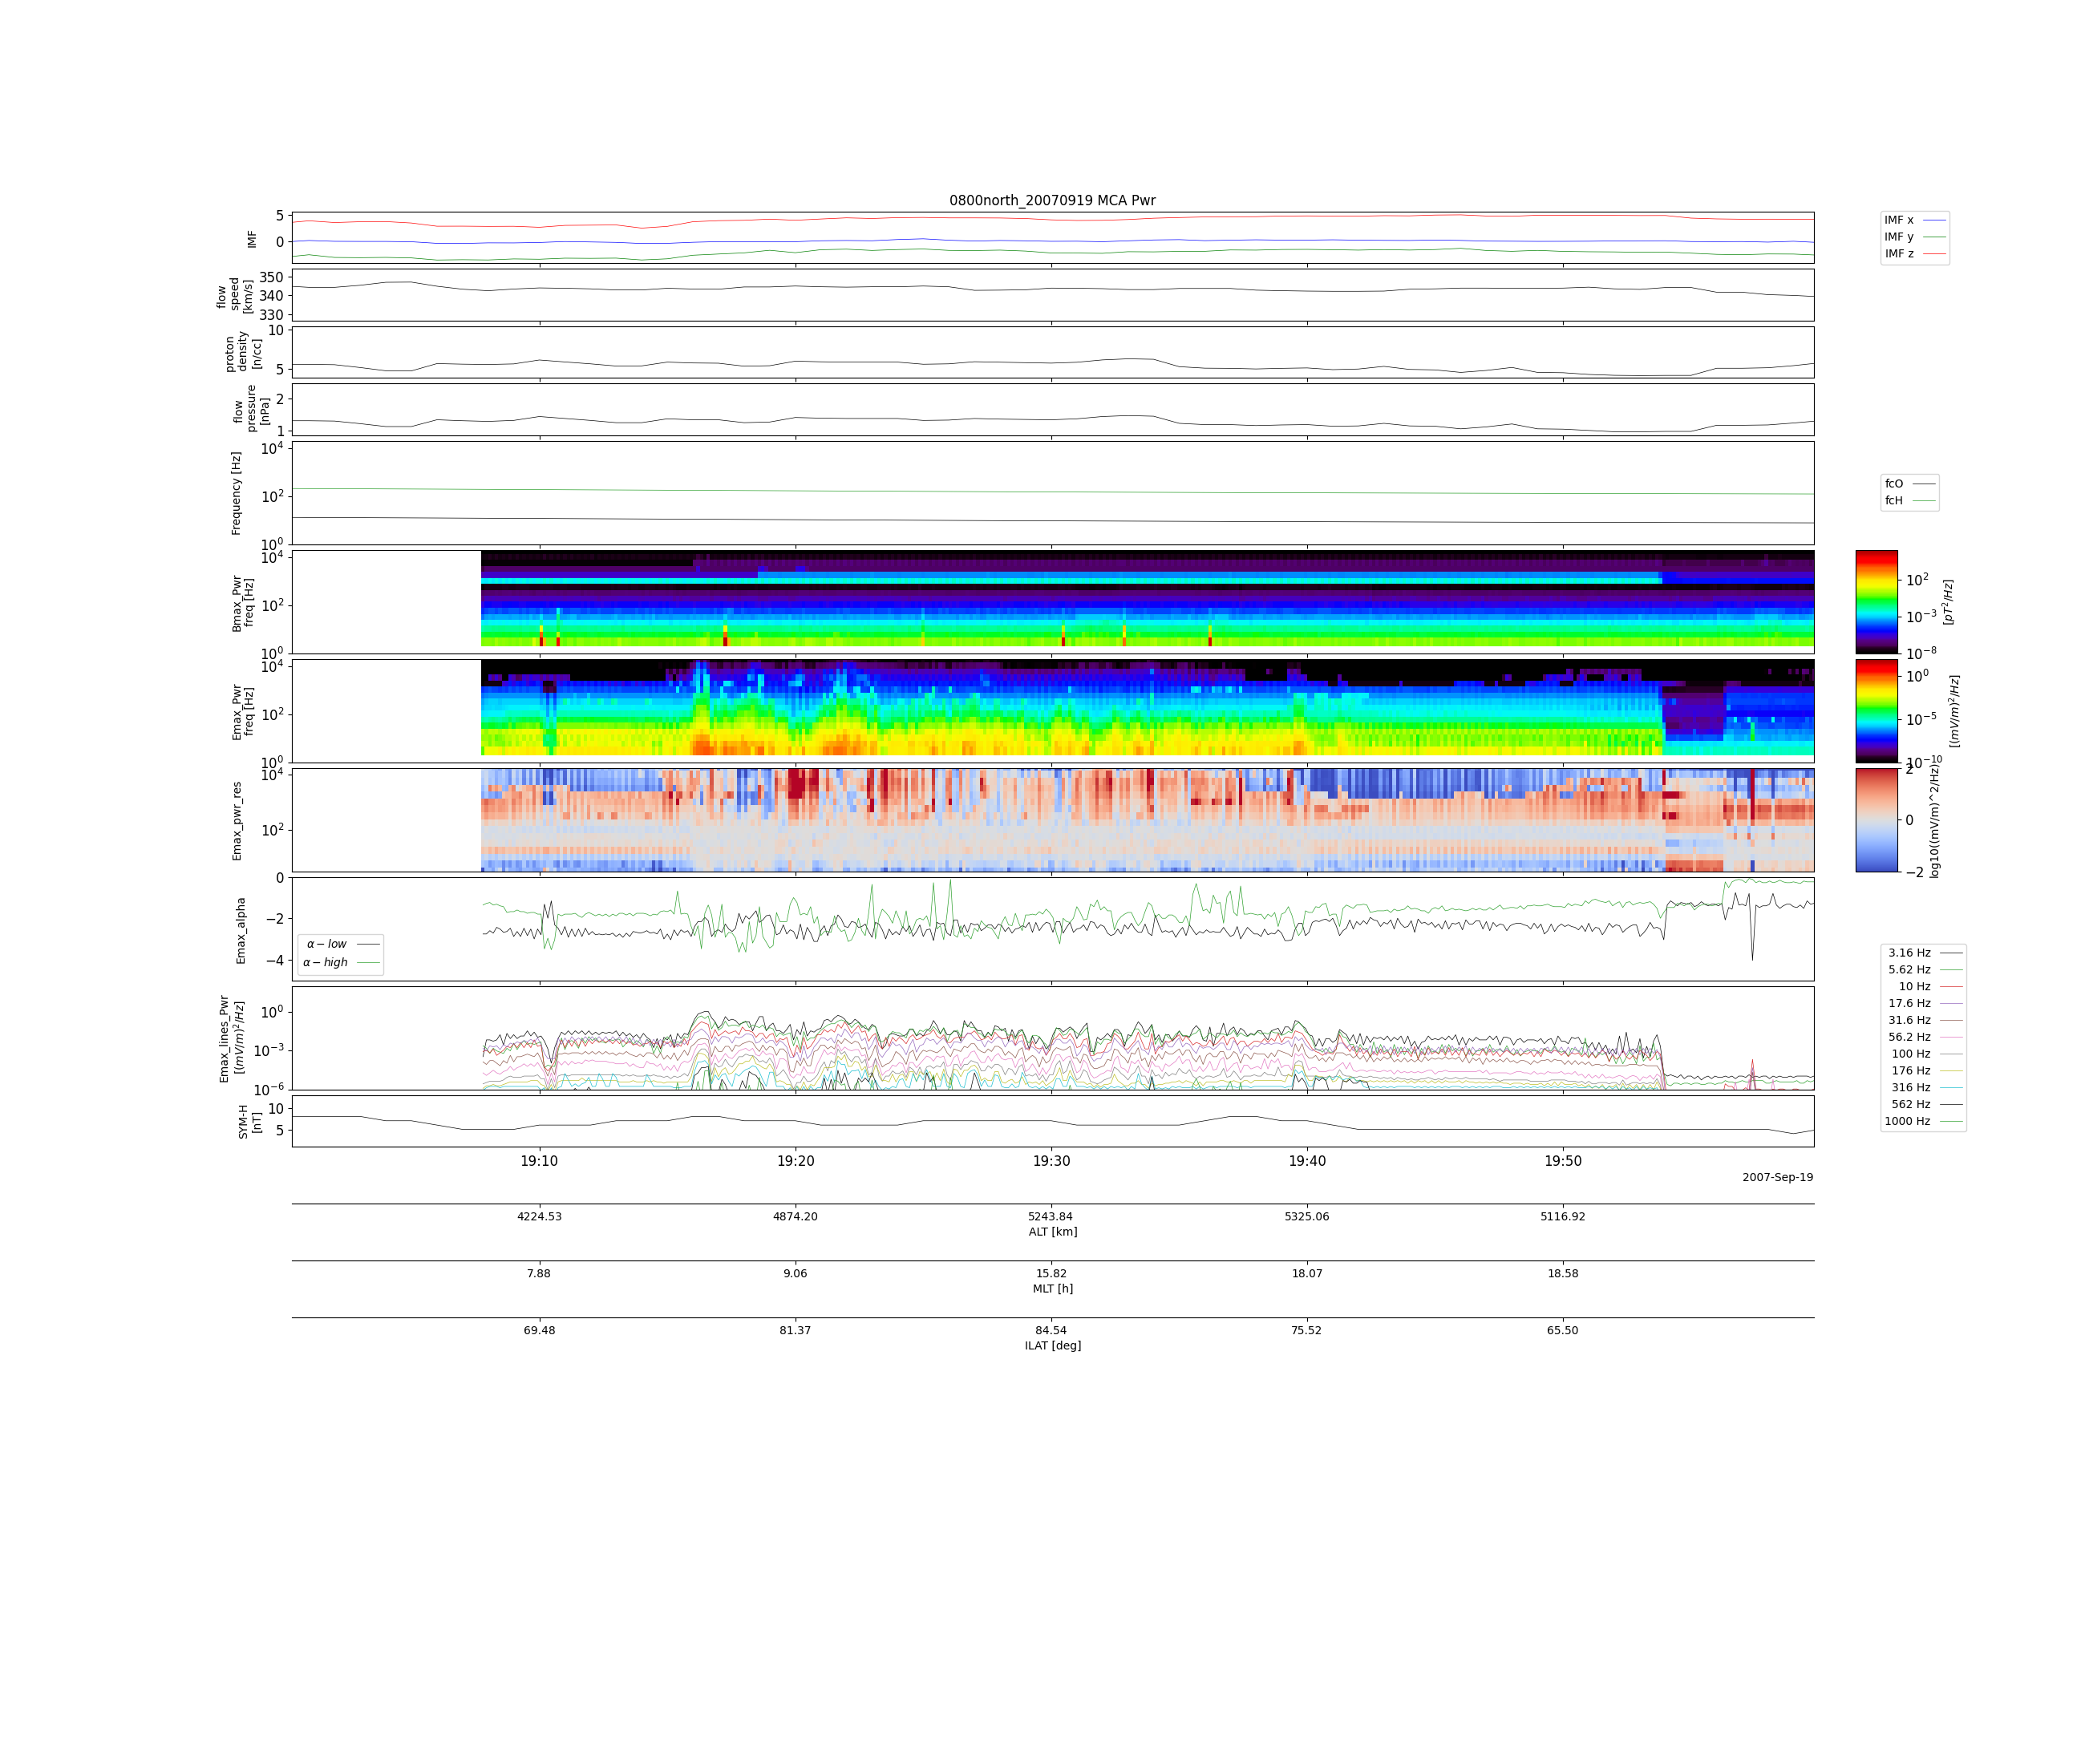 0800north_20070919 MCA Pwr
5
0
IMF
IMF x
IMF y
IMF z
350
340
330
flow
speed
[km/s]
10
5
proton
density
[n/cc]
2
1
flow
pressure
[nPa]
10^4
10^2
10^0
Frequency [Hz]
fcO
fcH
10^4
10^2
10^0
Bmax_Pwr
freq [Hz]
10^2
10^-3
10^-8
[pT^2/Hz]
10^4
10^2
10^0
Emax_Pwr
freq [Hz]
10^0
10^-5
10^-10
[(mV/m)^2/Hz]
10^4
10^2
Emax_pwr_res
2
0
−2
log10((mV/m)^2/Hz)
0
−2
−4
Emax_alpha
α − low
α − high
10^0
10^-3
10^-6
Emax_lines_Pwr
[(mV/m)^2/Hz]
3.16 Hz
5.62 Hz
10 Hz
17.6 Hz
31.6 Hz
56.2 Hz
100 Hz
176 Hz
316 Hz
562 Hz
1000 Hz
10
5
SYM-H
[nT]
19:10 19:20 19:30 19:40 19:50
2007-Sep-19
4224.53 4874.20 5243.84 5325.06 5116.92
ALT [km]
7.88 9.06 15.82 18.07 18.58
MLT [h]
69.48 81.37 84.54 75.52 65.50
ILAT [deg]